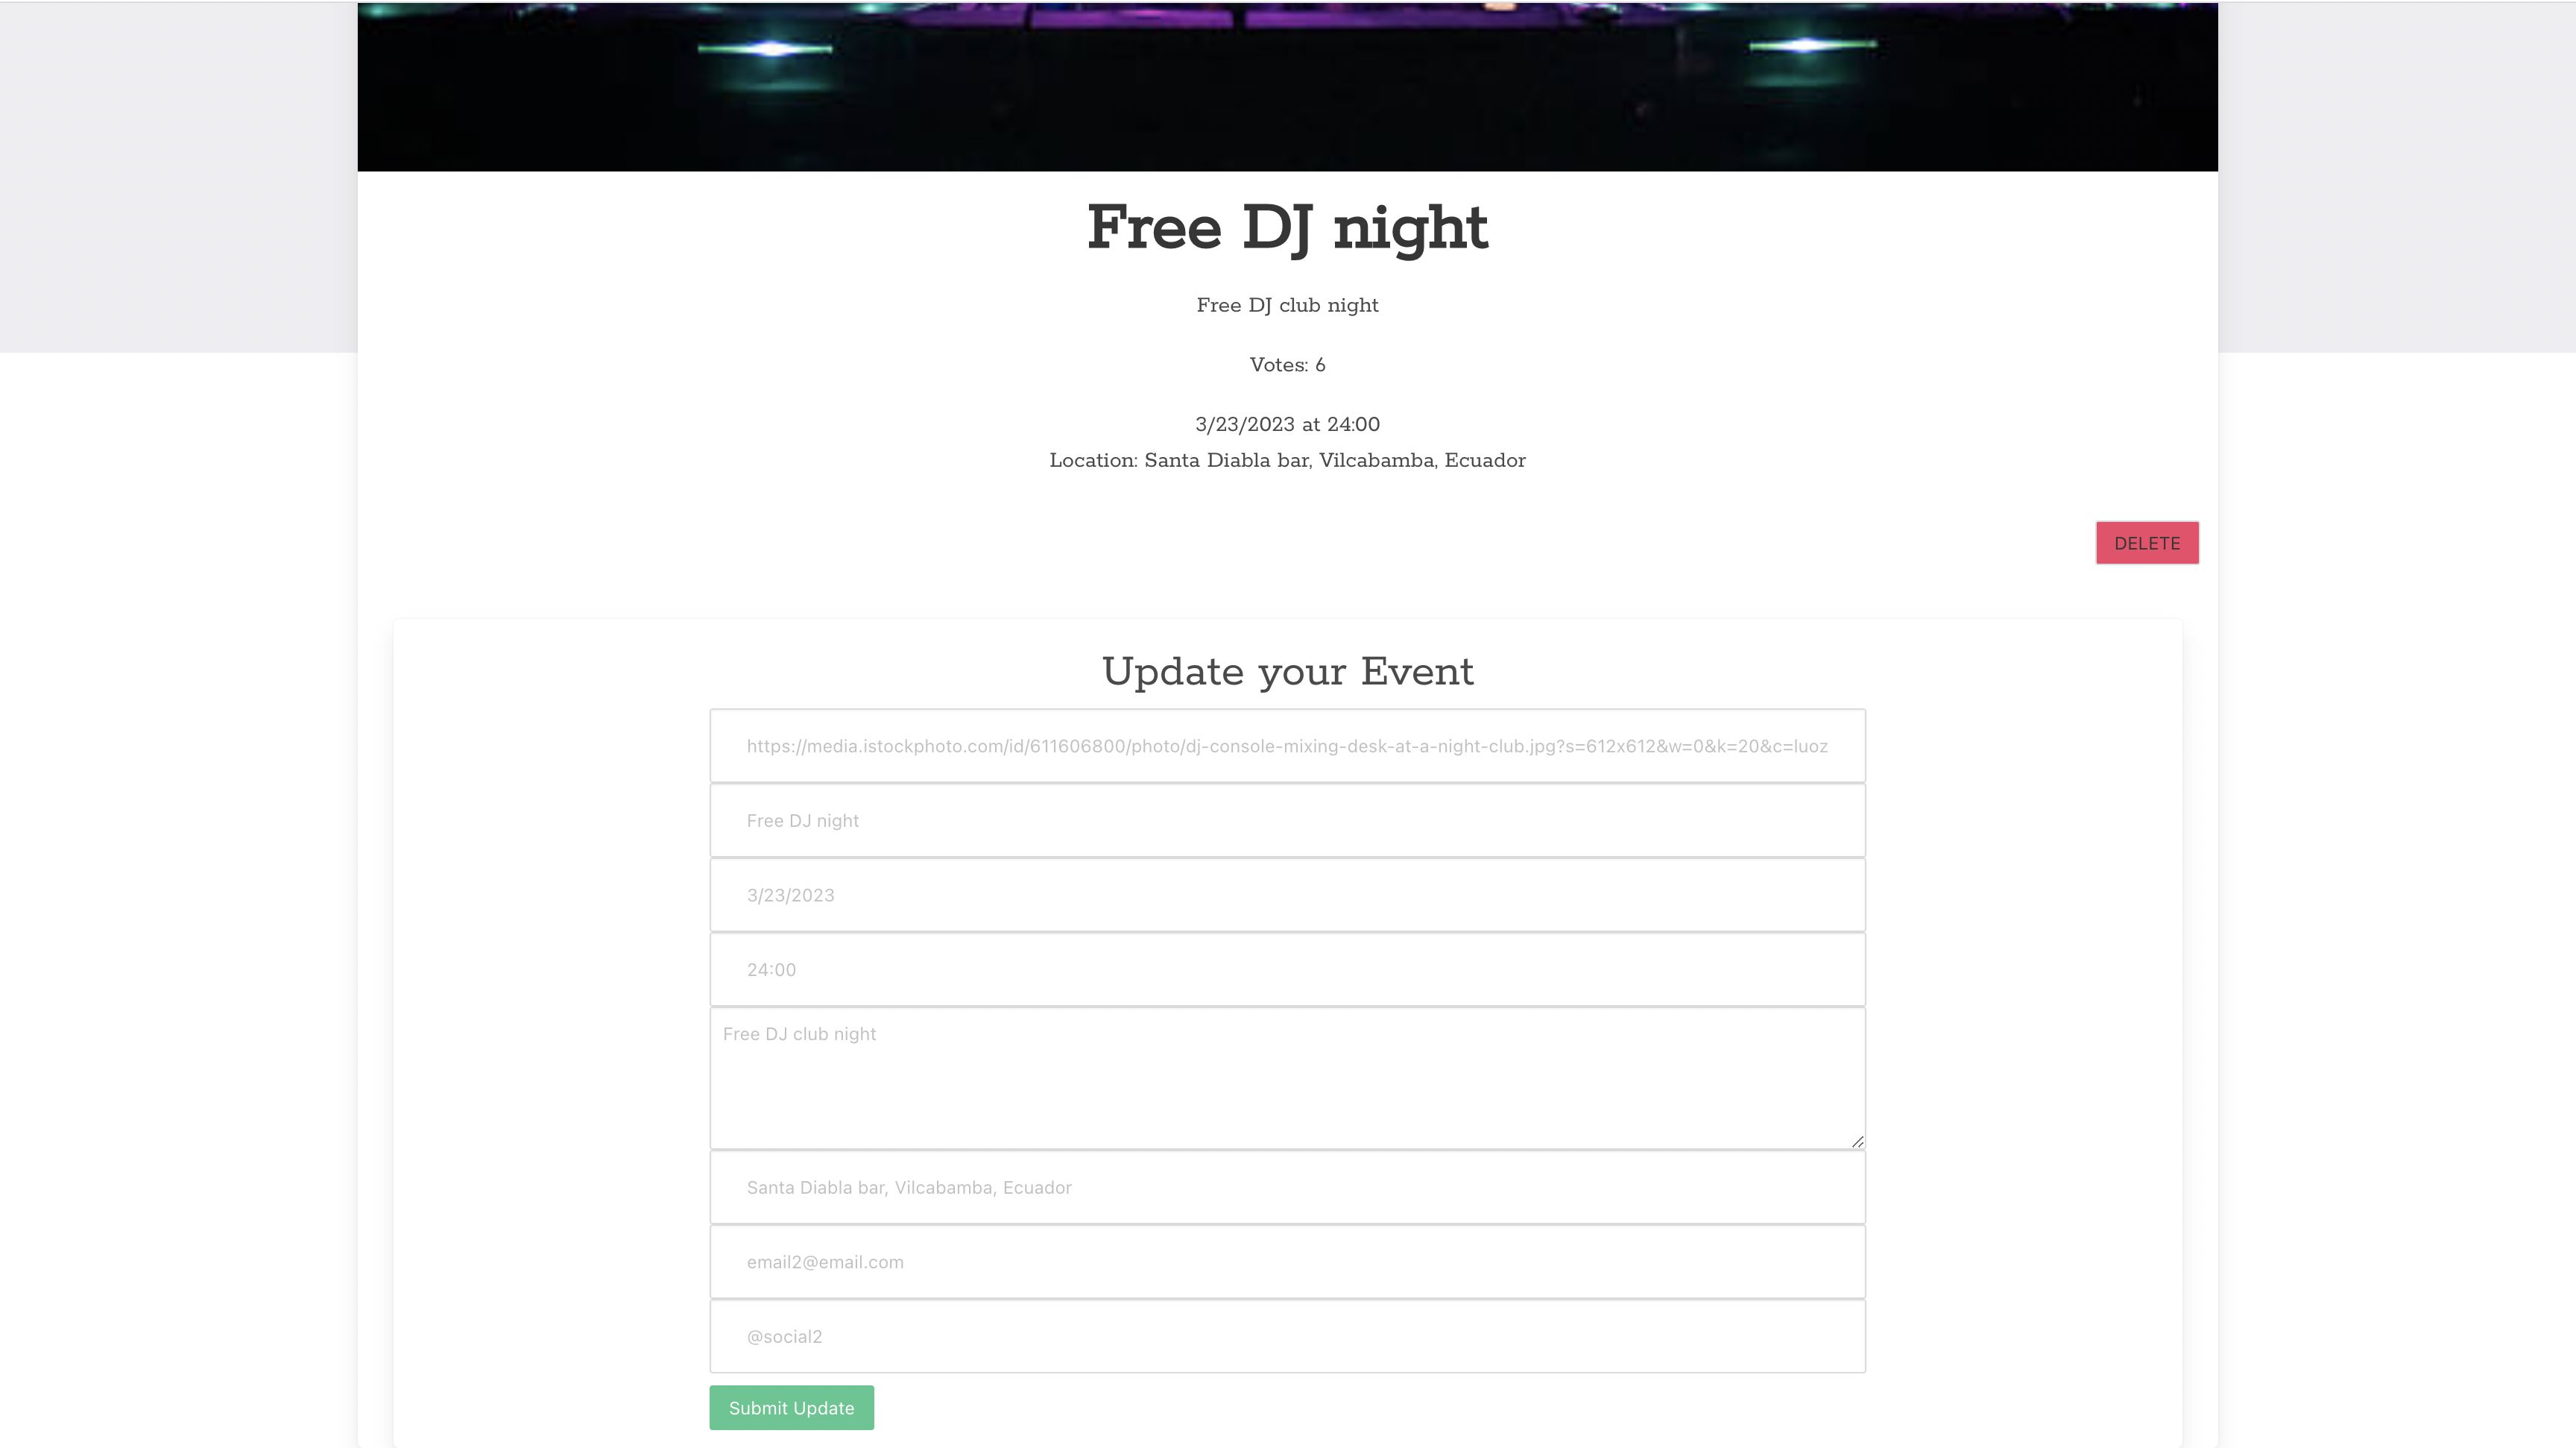 Free DJ night
Free DJ club night
Votes: 6
3/23/2023 at 24:00
Location: Santa Diabla bar, Vilcabamba, Ecuador
DELETE
Update your Event
https://media.istockphoto.com/id/611606800/photo/dj-console-mixing-desk-at-a-night-club.jpg?s=612x612&w=0&k=20&c=luoz
Free DJ night
3/23/2023
24:00
Free DJ club night
Santa Diabla bar, Vilcabamba, Ecuador
email2@email.com
@social2
Submit Update